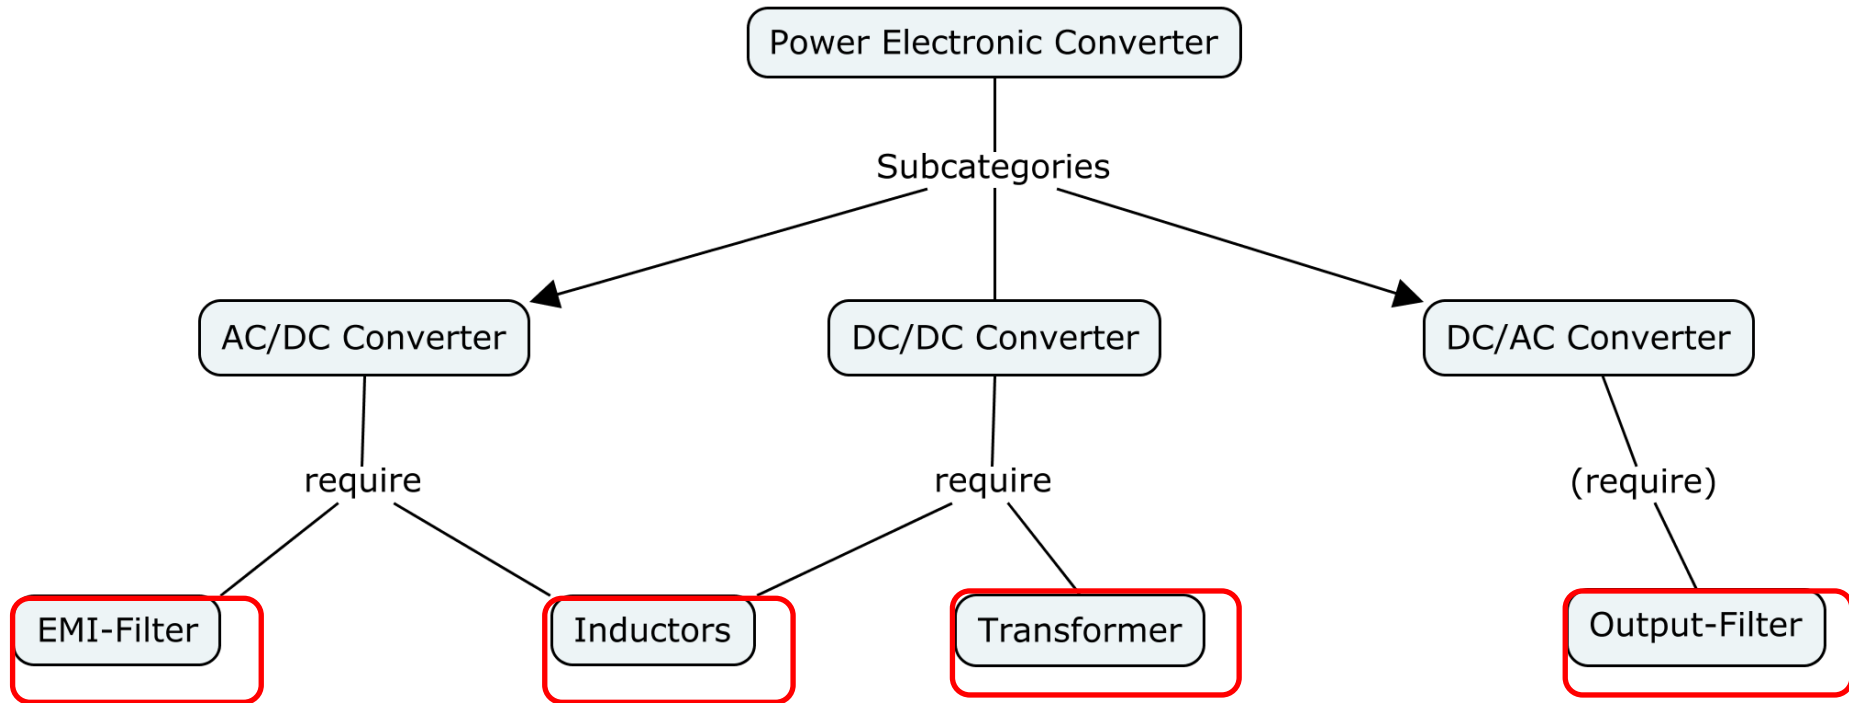 Power Electronic Converter
Subcategories
AC/DC Converter
DC/DC Converter
DC/AC Converter
require
require
(require)
EMI-Filter
Inductors
Transformer
Output-Filter